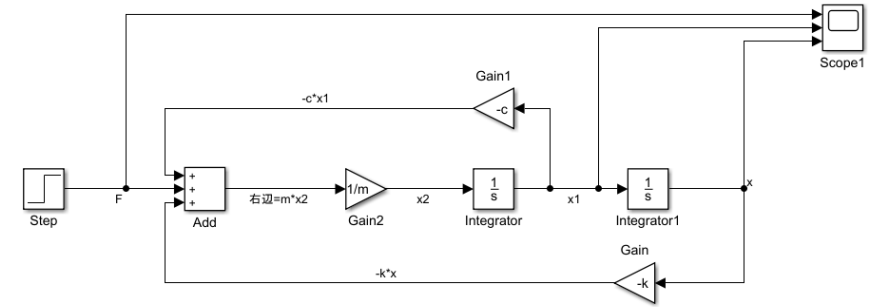 Scope1
Gain1
-c*x1
-c
+
+
+
1/m
1
s
1
s
x
F
右辺=m*x2
x2
x1
Step
Add
Gain2
Integrator
Integrator1
Gain
-k*x
-k